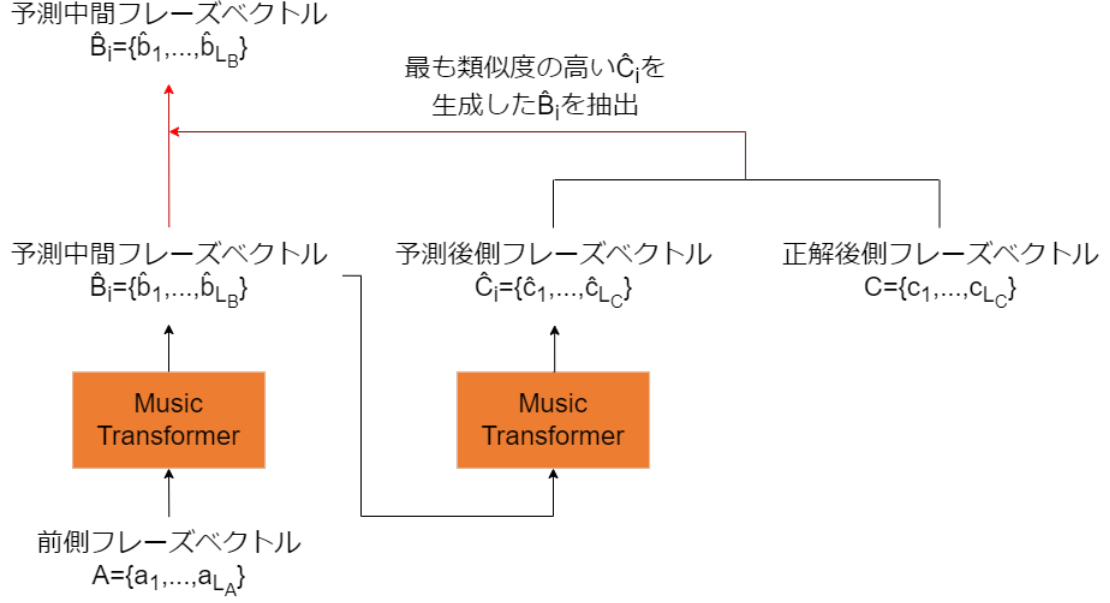 予測中間フレーズベクトル
B̂i={b̂1,...,b̂LB}
最も類似度の高いĈiを
生成したB̂iを抽出
予測中間フレーズベクトル
B̂i={b̂1,...,b̂LB}
予測後側フレーズベクトル
Ĉi={ĉ1,...,ĉLC}
正解後側フレーズベクトル
C={c1,...,cLC}
Music
Transformer
Music
Transformer
前側フレーズベクトル
A={a1,...,aLA}